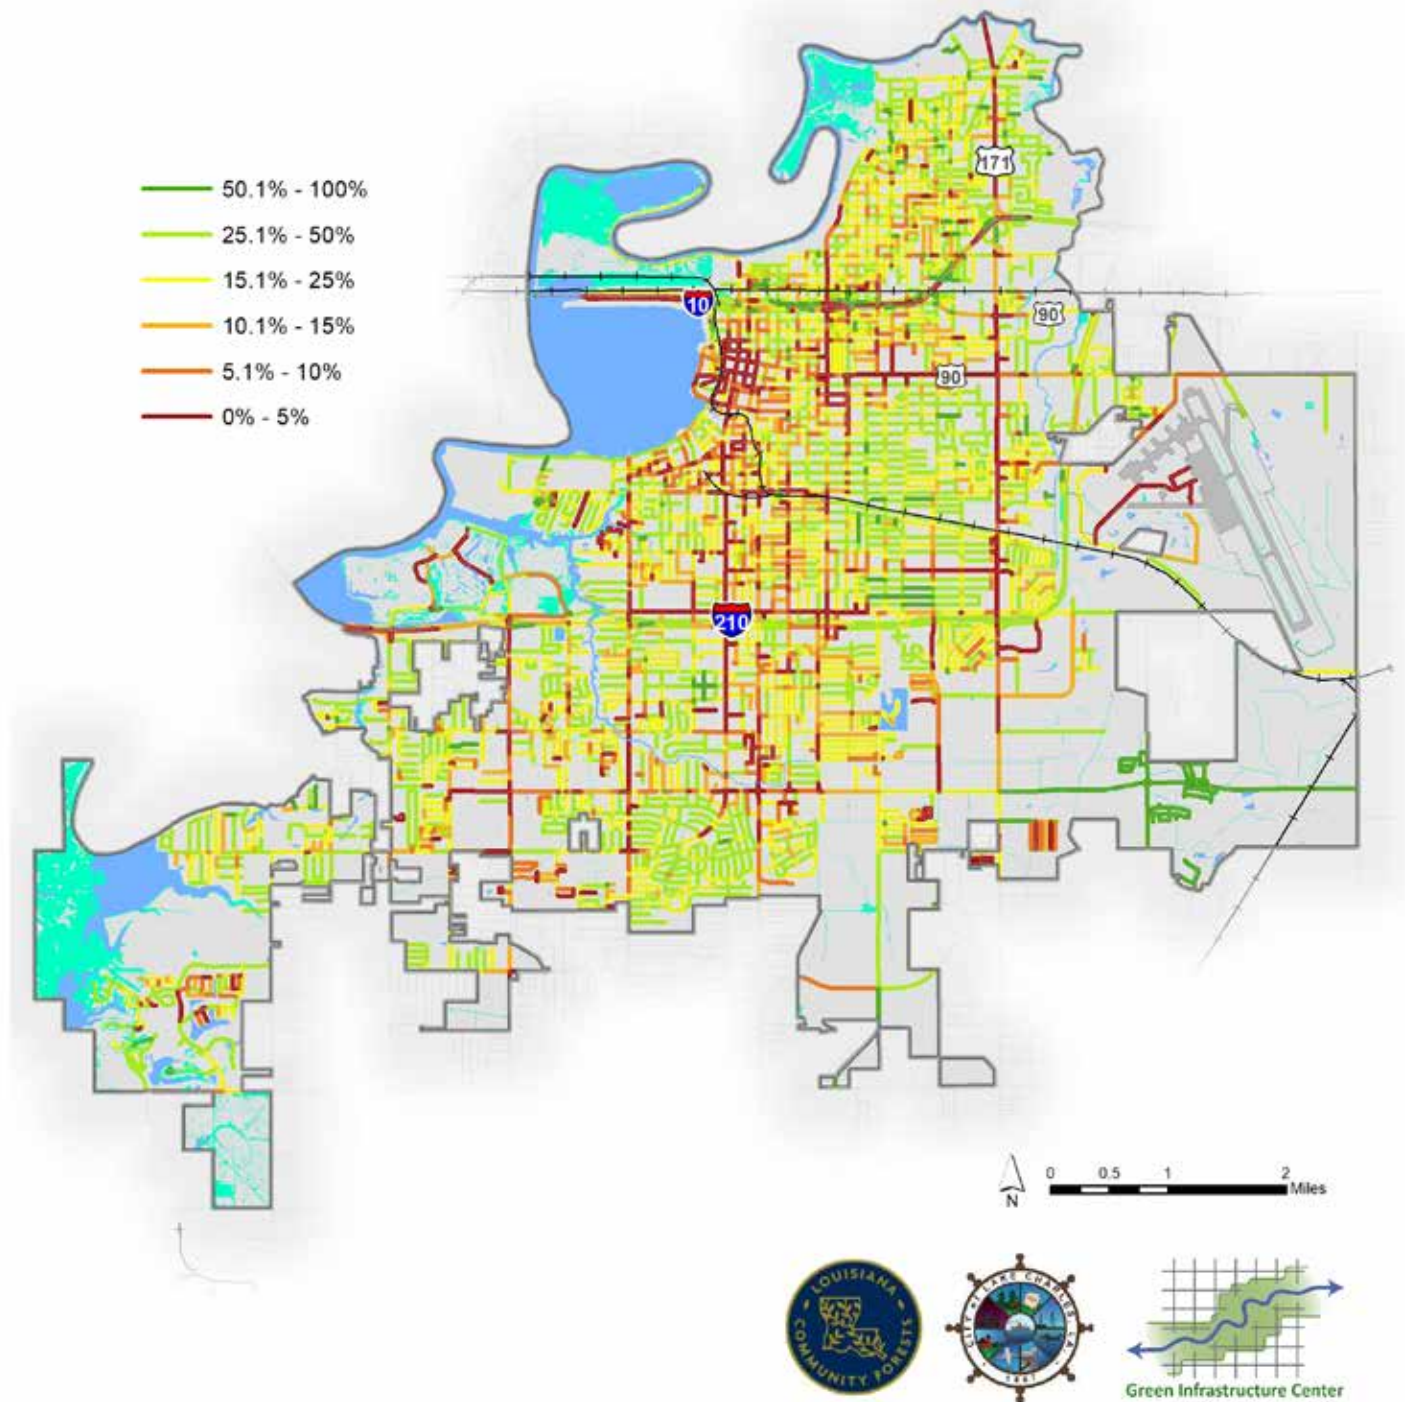 50.1% - 100%
25.1% - 50%
15.1% - 25%
10.1% - 15%
5.1% - 10%
0% - 5%
171
10
90
90
210
N
0 0.5 1 2
Miles
LOUISIANA
COMMUNITY FORESTS
CITY of LAKE CHARLES, LA.
Green Infrastructure Center